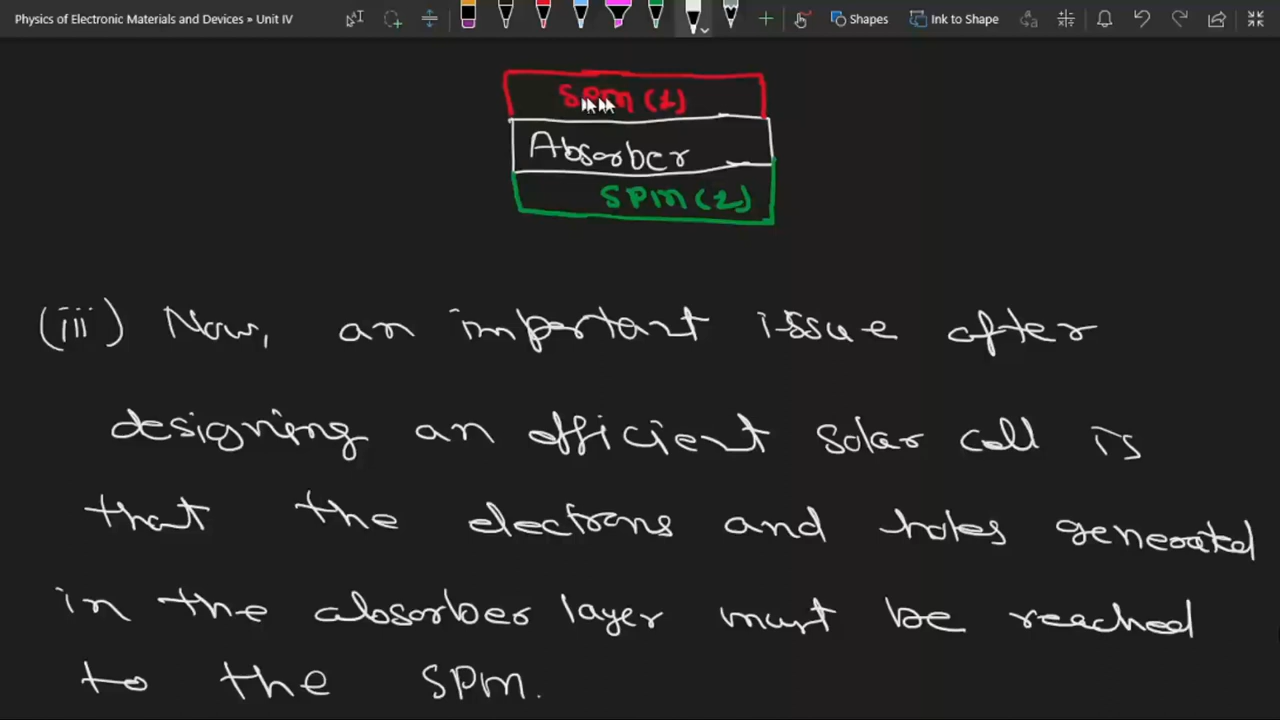 Physics of Electronic Materials and Devices » Unit IV
Shapes
Ink to Shape
SPM (1)
Absorber
SPM (2)
(iii) Now, an important issue after
designing an efficient solar cell is
that the electrons and holes generated
in the absorber layer must be reached
to the SPM.